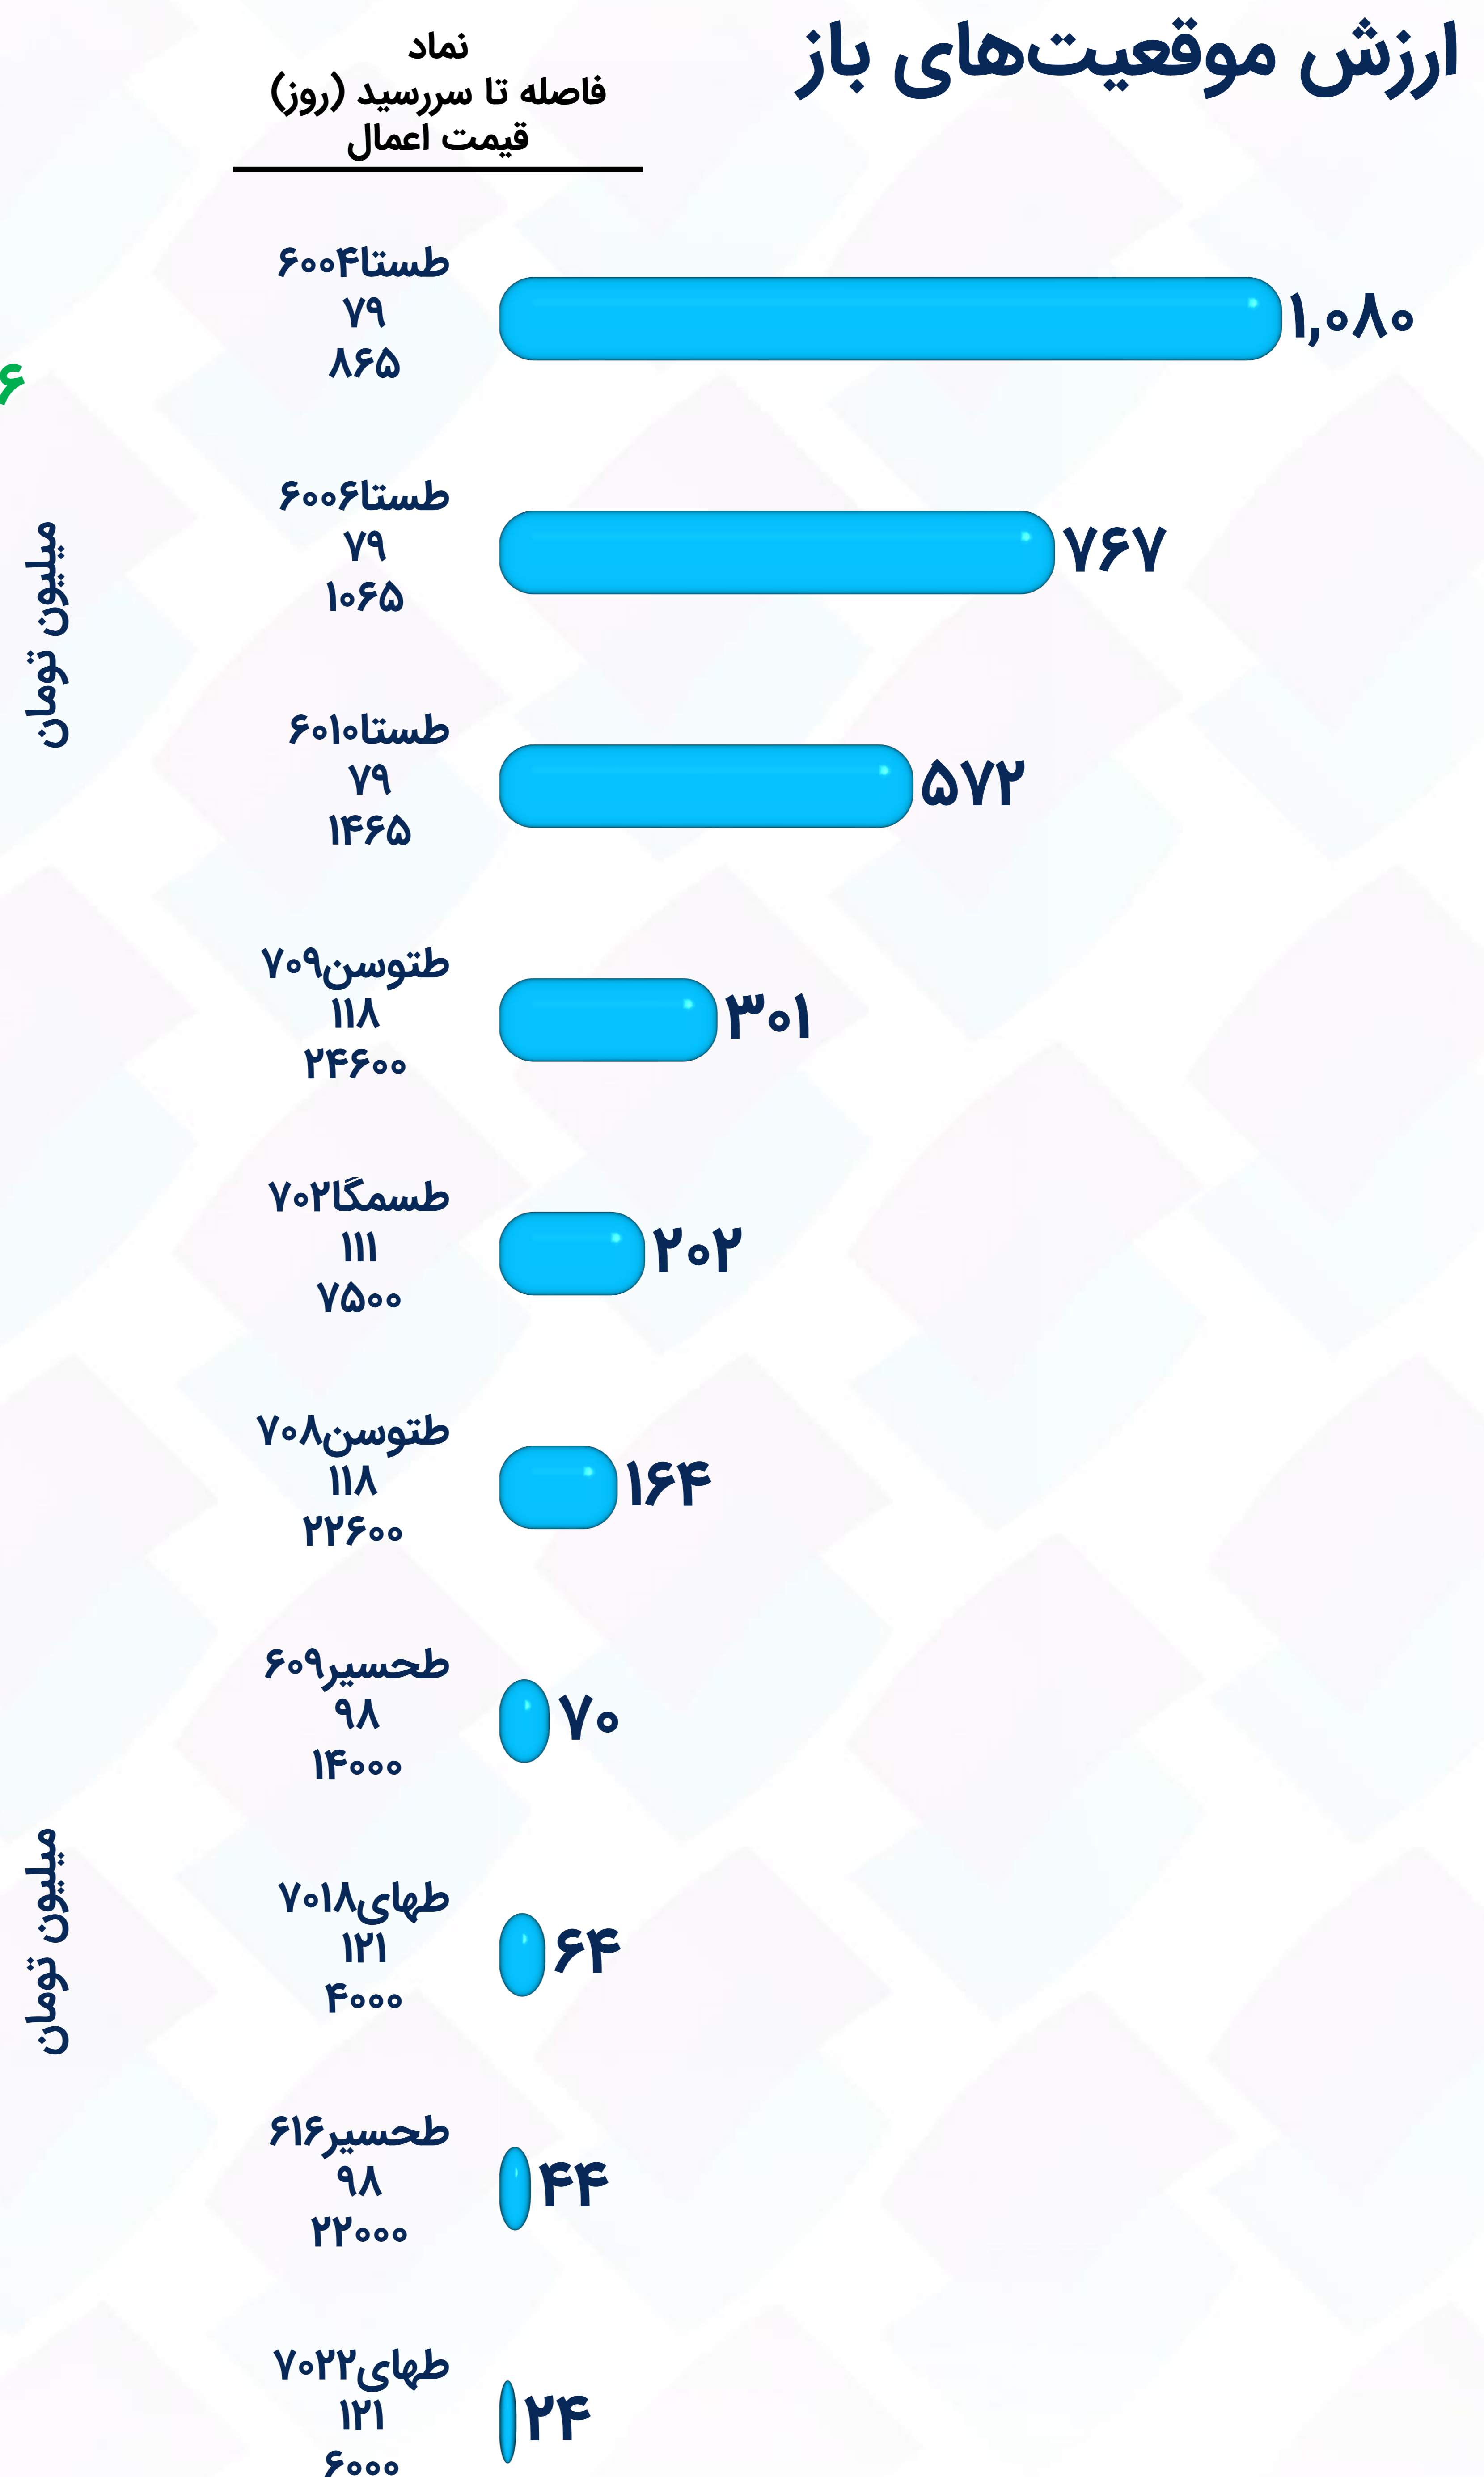 ارزش موقعیت‌های باز
نماد
فاصله تا سررسید (روز)
قیمت اعمال
طستا۶۰۰۴
۷۹
۸۶۵
۱,۰۸۰
۶
طستا۶۰۰۶
۷۹
۱۰۶۵
۷۶۷
میلیون تومان
طستا۶۰۱۰
۷۹
۱۴۶۵
۵۷۲
طتوسن۷۰۹
۱۱۸
۲۴۶۰۰
۳۰۱
طسمگا۷۰۲
۱۱۱
۷۵۰۰
۲۰۲
طتوسن۷۰۸
۱۱۸
۲۲۶۰۰
۱۶۴
طحسیر۶۰۹
۹۸
۱۴۰۰۰
۷۰
طهای۷۰۱۸
۱۲۱
۴۰۰۰
۶۴
میلیون تومان
طحسیر۶۱۶
۹۸
۲۲۰۰۰
۴۴
طهای۷۰۲۲
۱۲۱
۶۰۰۰
۲۴